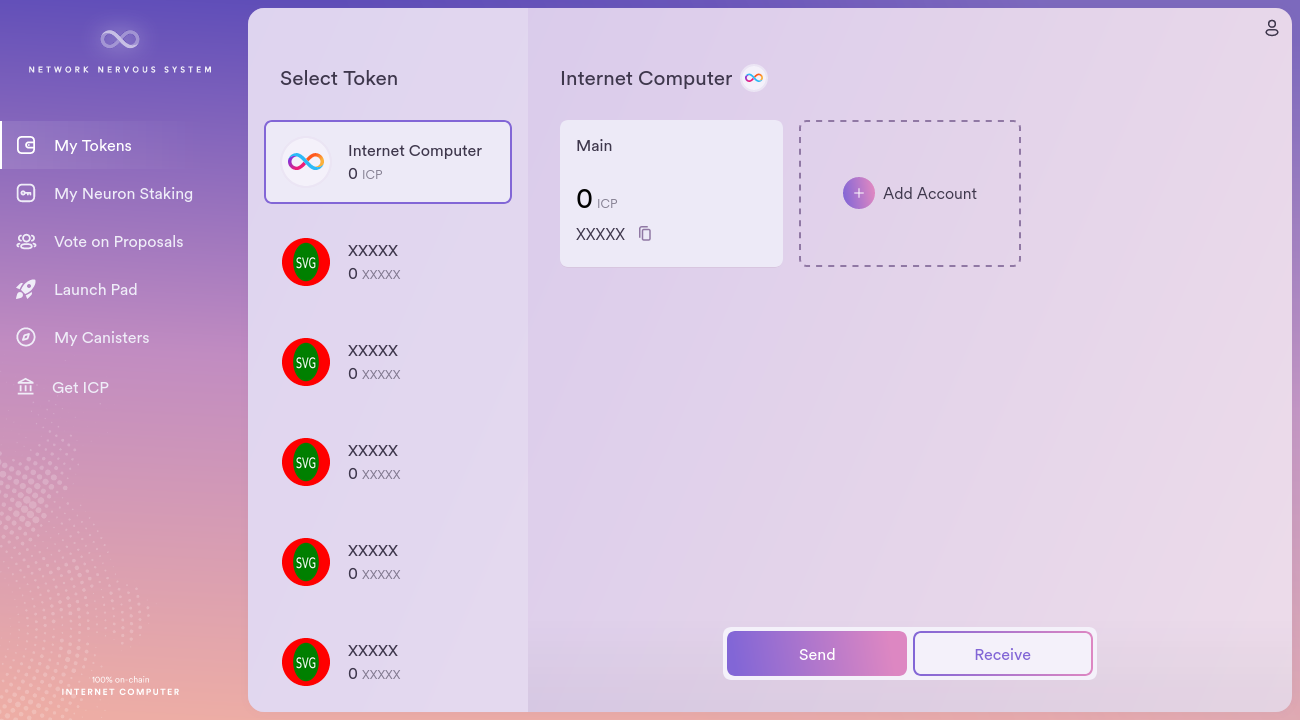 NETWORK NERVOUS SYSTEM
My Tokens
My Neuron Staking
Vote on Proposals
Launch Pad
My Canisters
Get ICP
100% on-chain
INTERNET COMPUTER
Select Token
Internet Computer
0 ICP
SVG
XXXXX
0 XXXXX
SVG
XXXXX
0 XXXXX
SVG
XXXXX
0 XXXXX
SVG
XXXXX
0 XXXXX
SVG
XXXXX
0 XXXXX
Internet Computer
Main
0 ICP
XXXXX
Add Account
Send
Receive